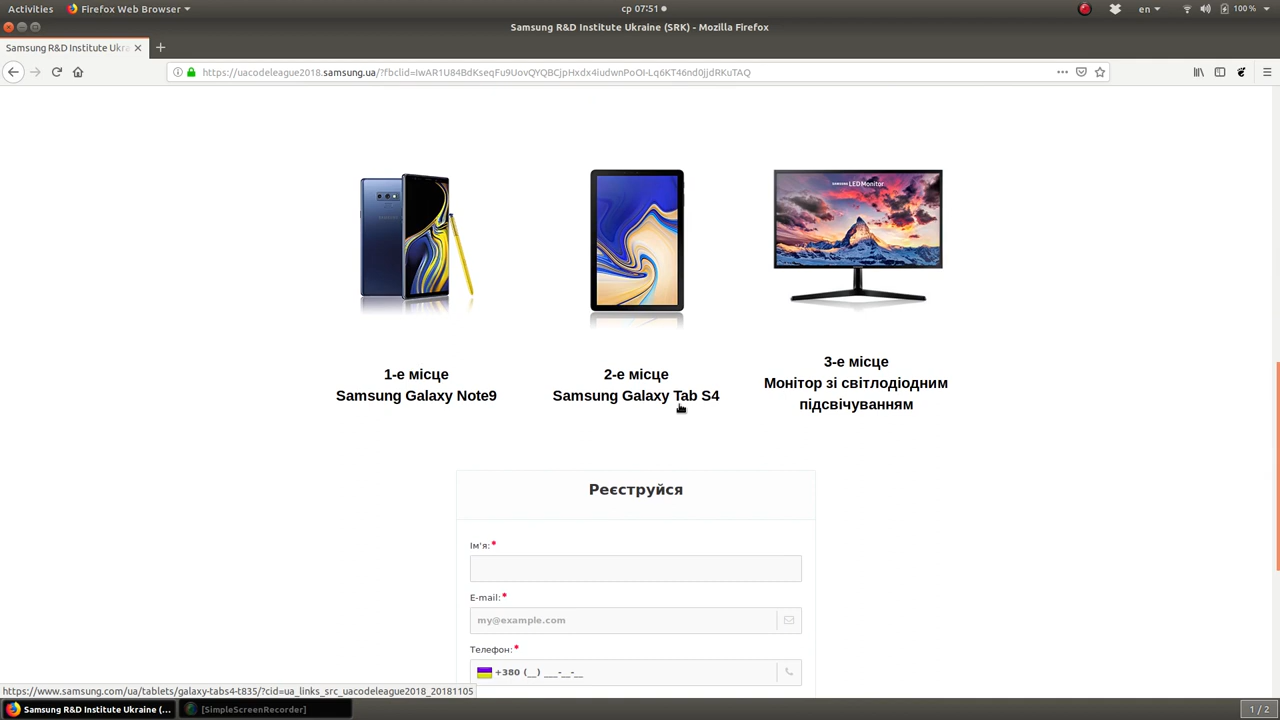 Activities
Firefox Web Browser
ср 07:51
en
100 %
Samsung R&D Institute Ukraine (SRK) - Mozilla Firefox
Samsung R&D Institute Ukra
https://uacodeleague2018.samsung.ua/?fbclid=IwAR1U84BdKseqFu9UovQYQBCjpHxdx4iudwnPoOI-Lq6KT46nd0jjdRKuTAQ
SAMSUNG LED Monitor
1-е місце
Samsung Galaxy Note9
2-е місце
Samsung Galaxy Tab S4
3-е місце
Монітор зі світлодіодним
підсвічуванням
Реєструйся
Ім'я:*
E-mail:*
my@example.com
Телефон:*
+380 (__) ___-__-__
https://www.samsung.com/ua/tablets/galaxy-tabs4-t835/?cid=ua_links_src_uacodeleague2018_20181105
Samsung R&D Institute Ukraine (...
[SimpleScreenRecorder]
1 / 2